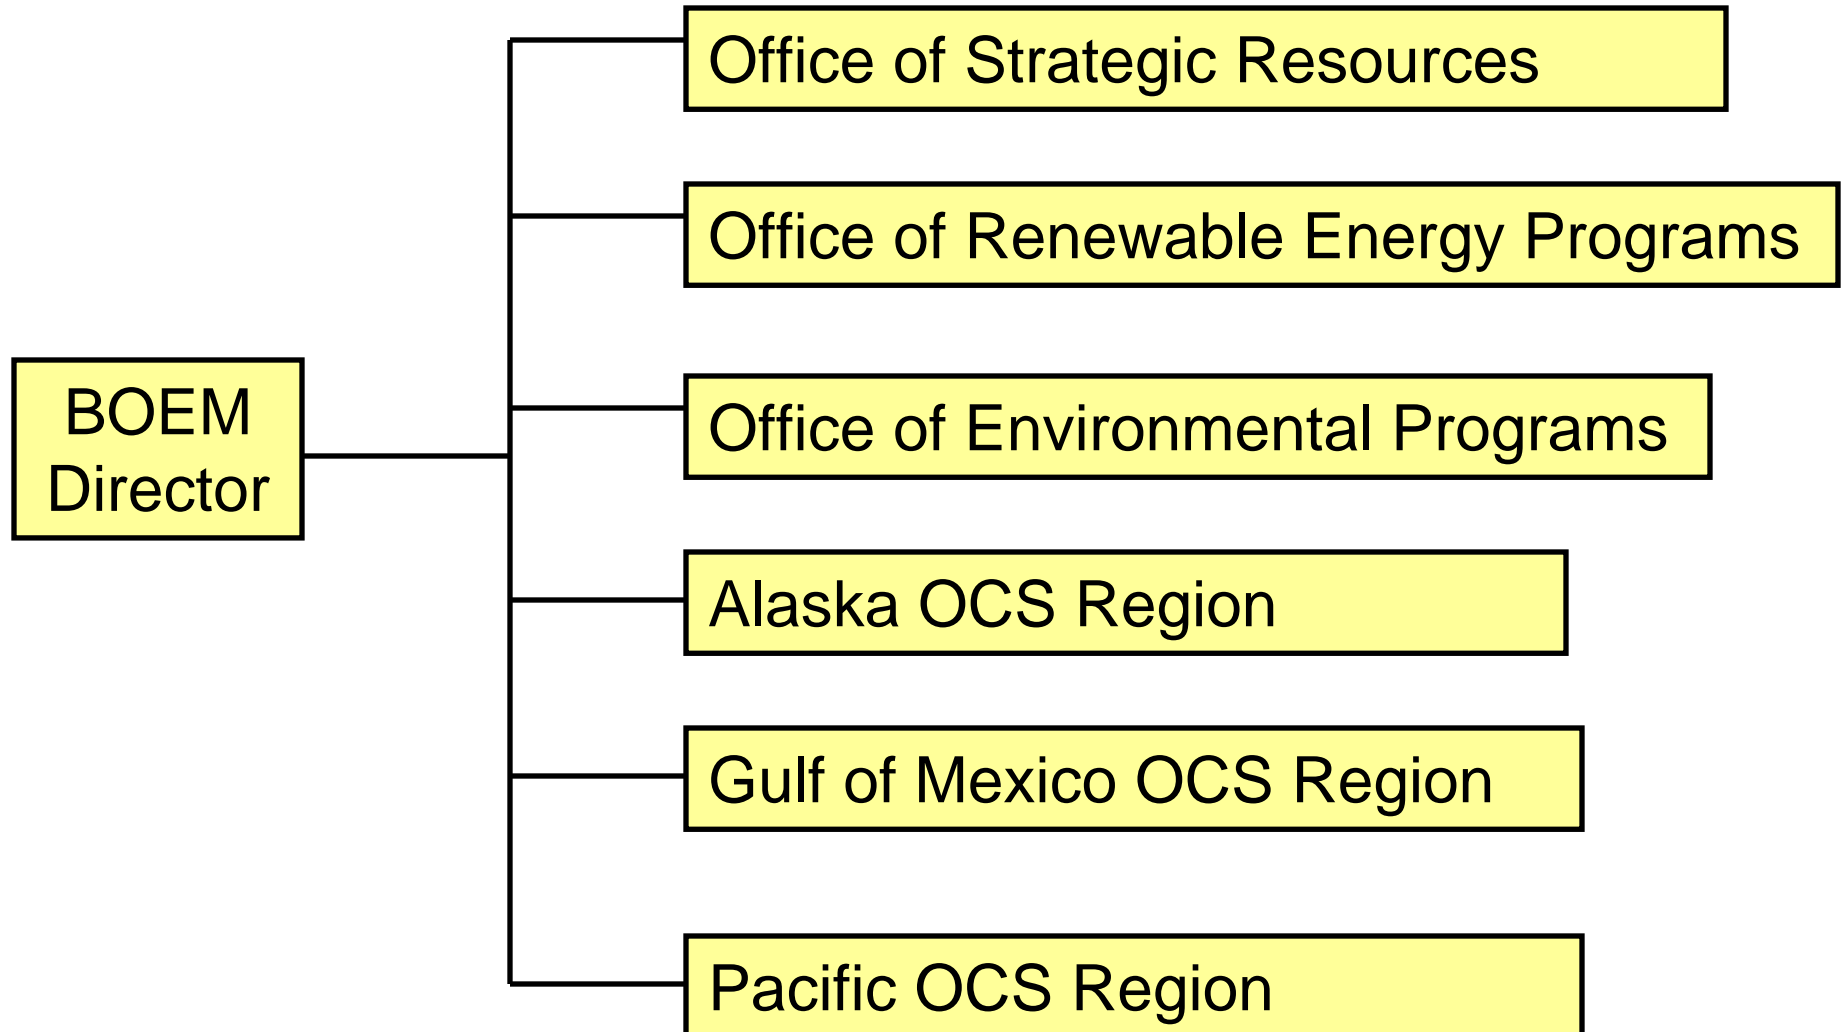 Office of Strategic Resources
Office of Renewable Energy Programs
BOEM
Director
Office of Environmental Programs
Alaska OCS Region
Gulf of Mexico OCS Region
Pacific OCS Region